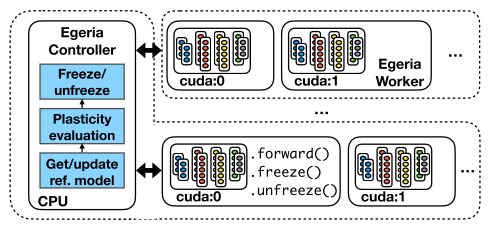 Egeria
Controller
Freeze/
unfreeze
Plasticity
evaluation
Get/update
ref. model
CPU
cuda:0
cuda:1
Egeria
Worker
...
...
cuda:0
.forward()
.freeze()
.unfreeze()
cuda:1
...